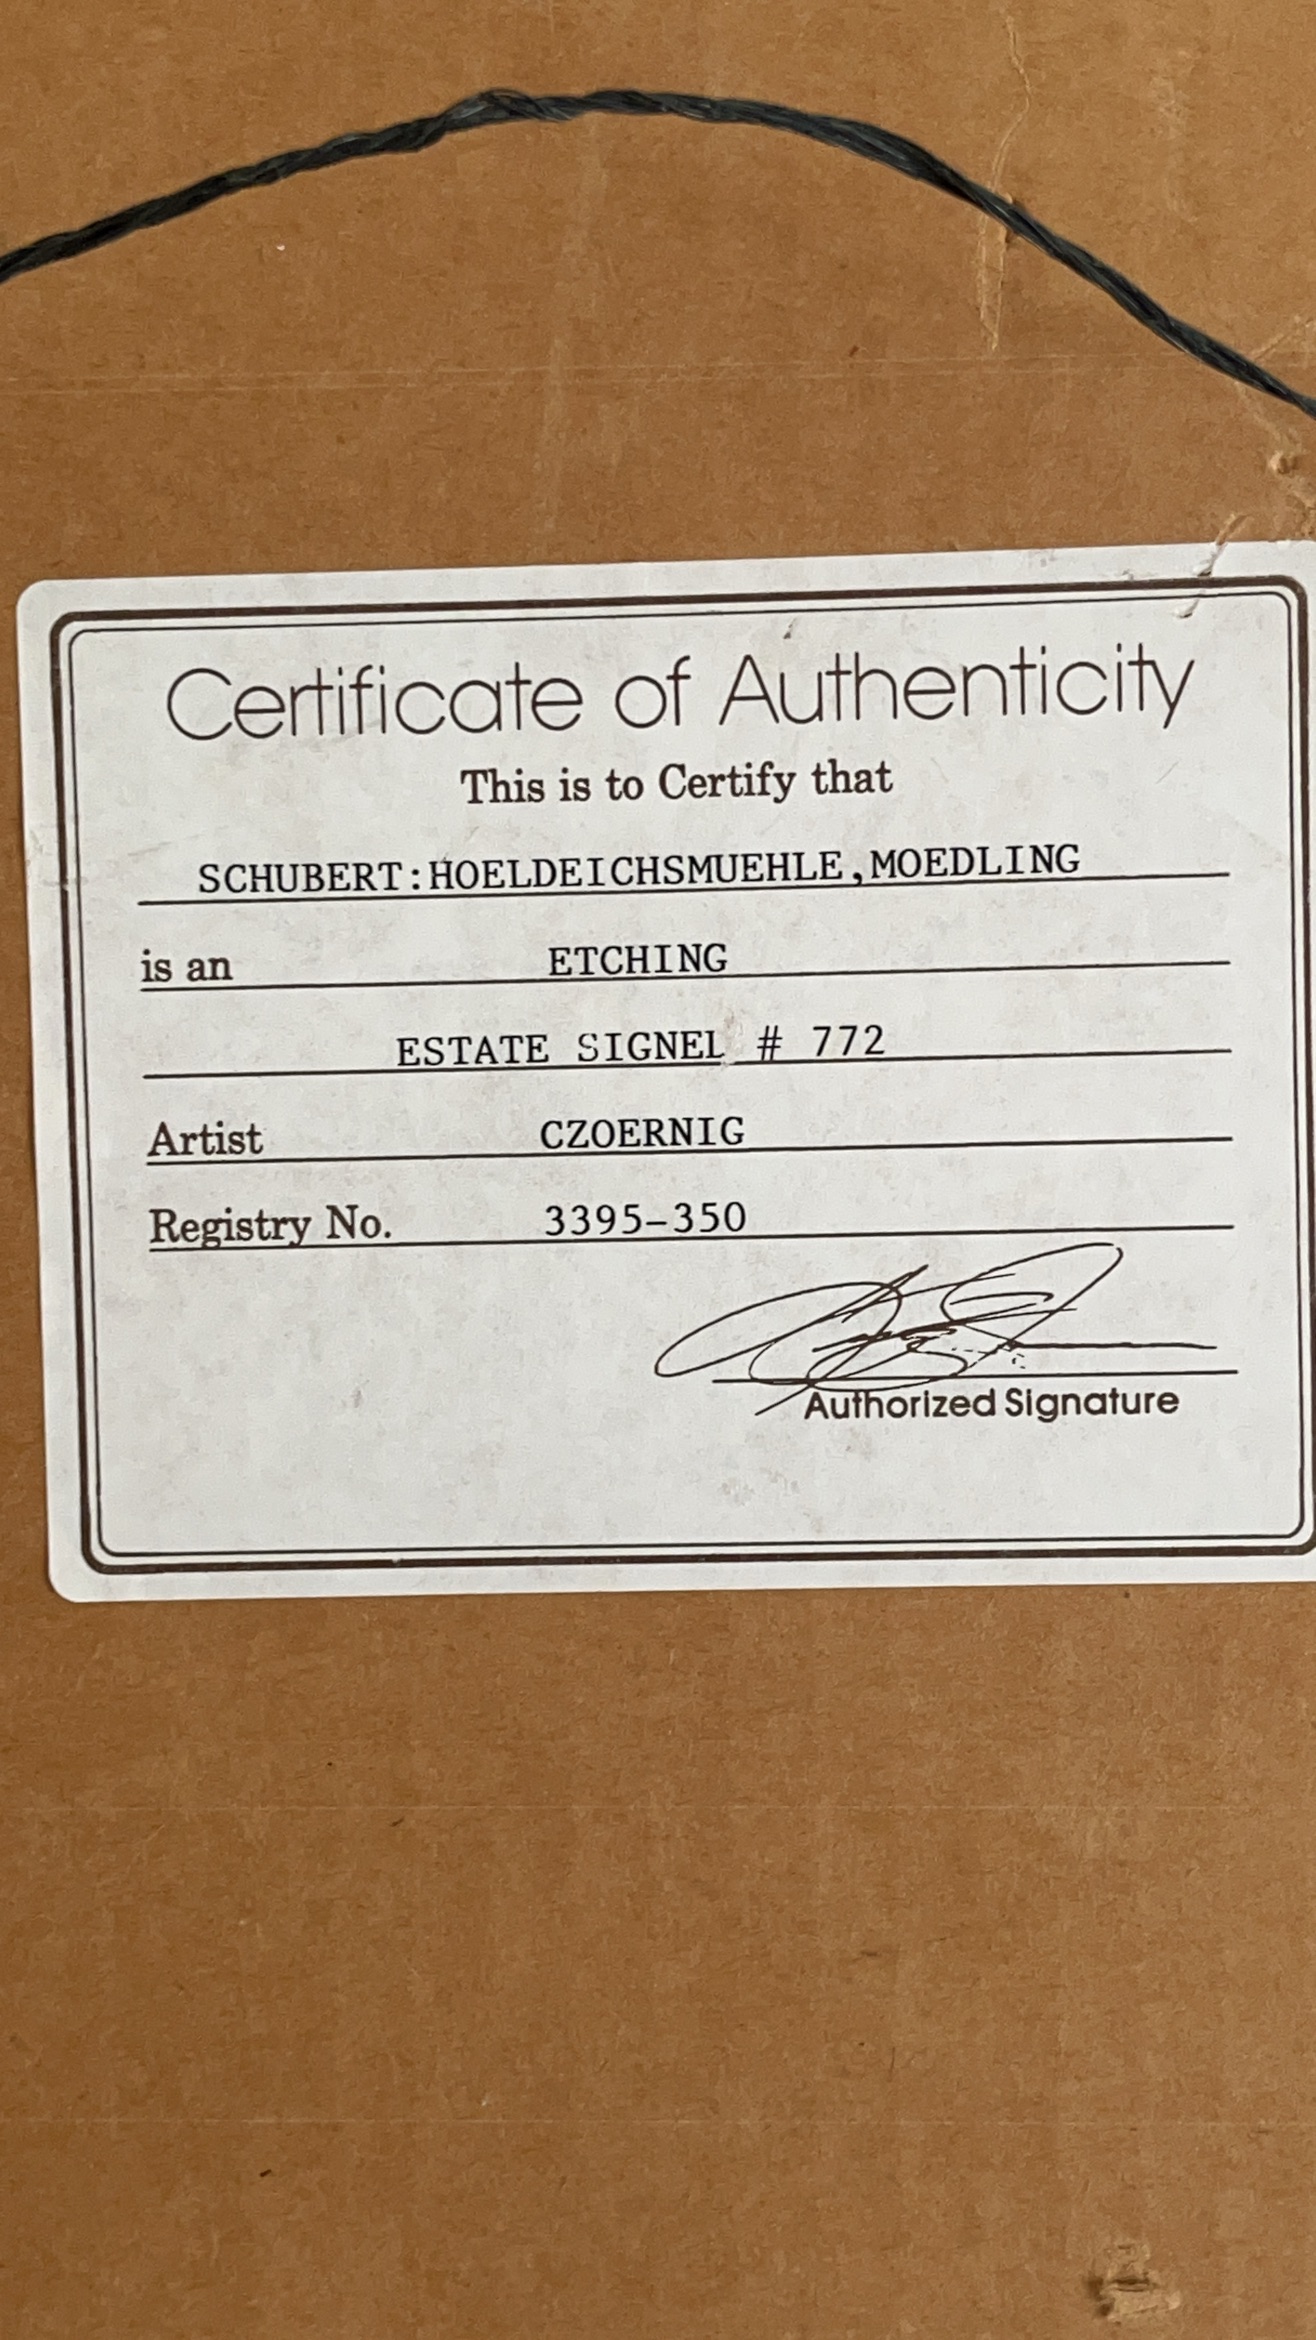 Certificate of Authenticity
This is to Certify that
SCHUBERT:HOELDEICHSMUEHLE,MOEDLING
is an ETCHING
ESTATE SIGNEL # 772
Artist CZOERNIG
Registry No. 3395-350
Authorized Signature